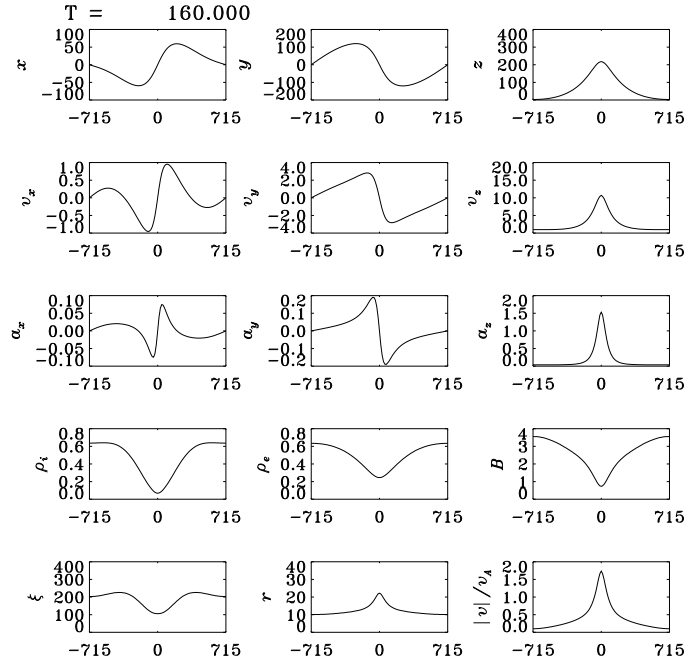 T = 160.000
100 50 0 −50 −100 x −715 0 715
200 100 0 −100 −200 y −715 0 715
400 300 200 100 0 z −715 0 715
1.0 0.5 0.0 −0.5 −1.0 v_x −715 0 715
4.0 2.0 0.0 −2.0 −4.0 v_y −715 0 715
20.0 15.0 10.0 5.0 0.0 v_z −715 0 715
0.10 0.05 0.00 −0.05 −0.10 a_x −715 0 715
0.2 0.1 0.0 −0.1 −0.2 a_y −715 0 715
2.0 1.5 1.0 0.5 0.0 a_z −715 0 715
0.8 0.6 0.4 0.2 0.0 ρ_i −715 0 715
0.8 0.6 0.4 0.2 0.0 ρ_e −715 0 715
4 3 2 1 0 B −715 0 715
400 300 200 100 0 ξ −715 0 715
40 30 20 10 0 r −715 0 715
2.0 1.5 1.0 0.5 0.0 |v|/v_A −715 0 715